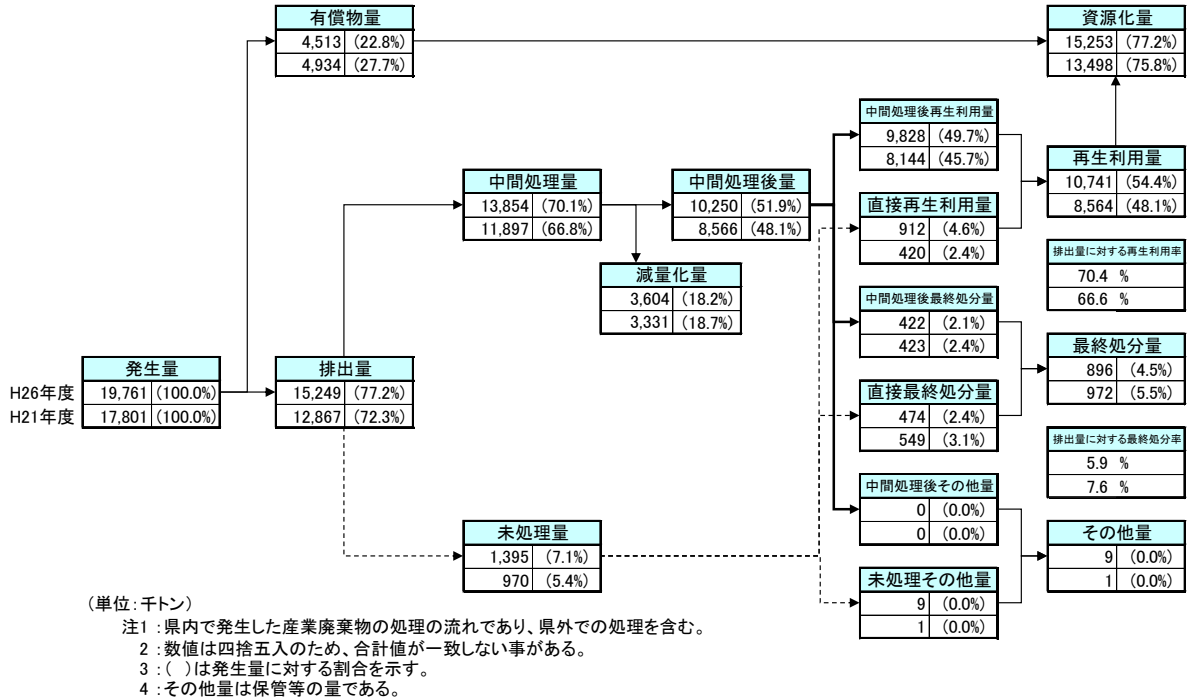 有償物量
4,513 (22.8%)
4,934 (27.7%)
資源化量
15,253 (77.2%)
13,498 (75.8%)
中間処理後再生利用量
9,828 (49.7%)
8,144 (45.7%)
再生利用量
10,741 (54.4%)
8,564 (48.1%)
中間処理量
13,854 (70.1%)
11,897 (66.8%)
中間処理後量
10,250 (51.9%)
8,566 (48.1%)
直接再生利用量
912 (4.6%)
420 (2.4%)
排出量に対する再生利用率
70.4 %
66.6 %
減量化量
3,604 (18.2%)
3,331 (18.7%)
中間処理後最終処分量
422 (2.1%)
423 (2.4%)
最終処分量
896 (4.5%)
972 (5.5%)
発生量
H26年度 19,761 (100.0%)
H21年度 17,801 (100.0%)
排出量
15,249 (77.2%)
12,867 (72.3%)
直接最終処分量
474 (2.4%)
549 (3.1%)
排出量に対する最終処分率
5.9 %
7.6 %
中間処理後その他量
0 (0.0%)
0 (0.0%)
未処理量
1,395 (7.1%)
970 (5.4%)
その他量
9 (0.0%)
1 (0.0%)
未処理その他量
9 (0.0%)
1 (0.0%)
(単位:千トン)
注1 :県内で発生した産業廃棄物の処理の流れであり、県外での処理を含む。
2 :数値は四捨五入のため、合計値が一致しない事がある。
3 :( )は発生量に対する割合を示す。
4 :その他量は保管等の量である。